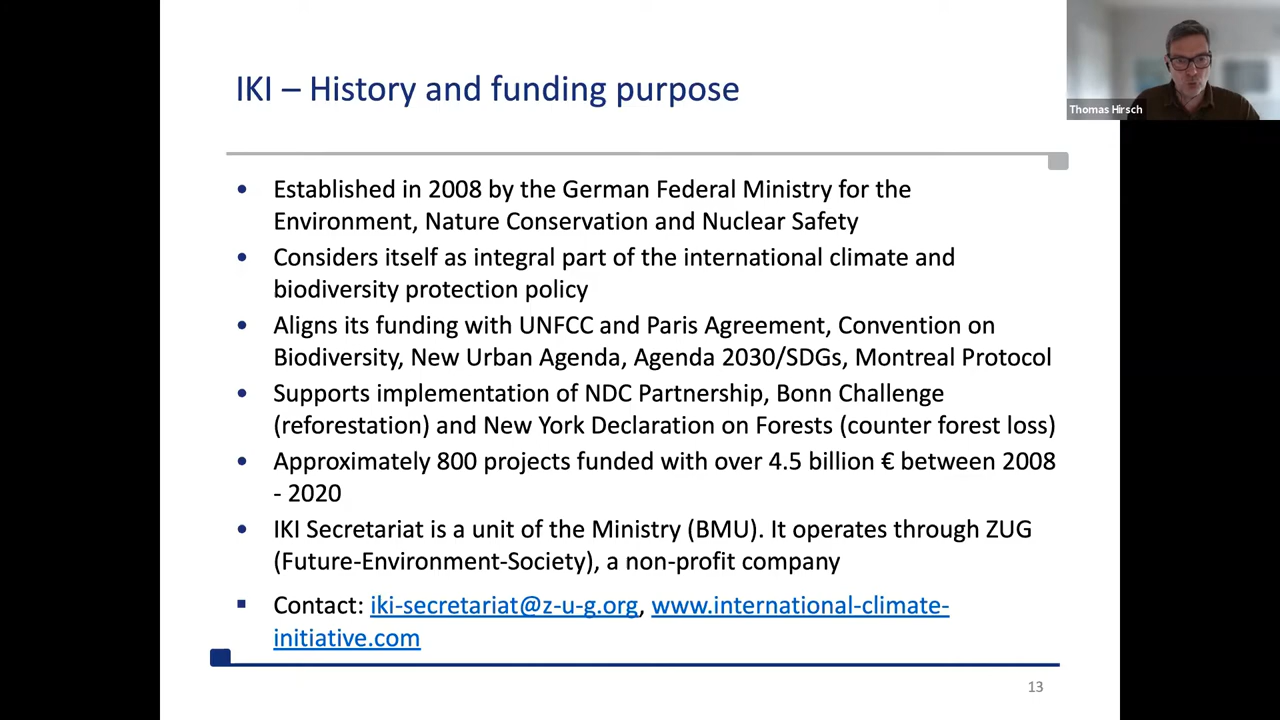 IKI – History and funding purpose
Thomas Hirsch
• Established in 2008 by the German Federal Ministry for the
Environment, Nature Conservation and Nuclear Safety
• Considers itself as integral part of the international climate and
biodiversity protection policy
• Aligns its funding with UNFCC and Paris Agreement, Convention on
Biodiversity, New Urban Agenda, Agenda 2030/SDGs, Montreal Protocol
• Supports implementation of NDC Partnership, Bonn Challenge
(reforestation) and New York Declaration on Forests (counter forest loss)
• Approximately 800 projects funded with over 4.5 billion € between 2008
- 2020
• IKI Secretariat is a unit of the Ministry (BMU). It operates through ZUG
(Future-Environment-Society), a non-profit company
▪ Contact: iki-secretariat@z-u-g.org, www.international-climate-
initiative.com
13